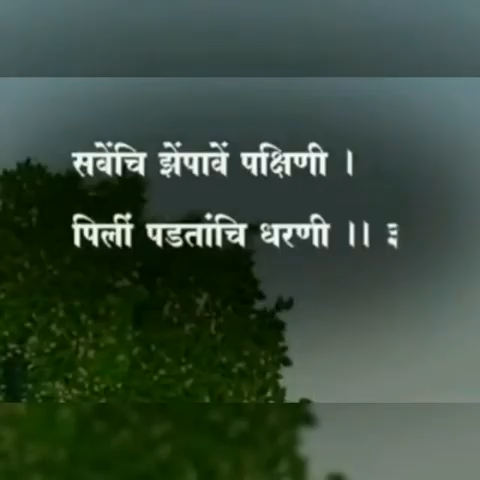 सवेंचि झेंपावें पक्षिणी ।
पिलीं पडतांचि धरणी ।। ३